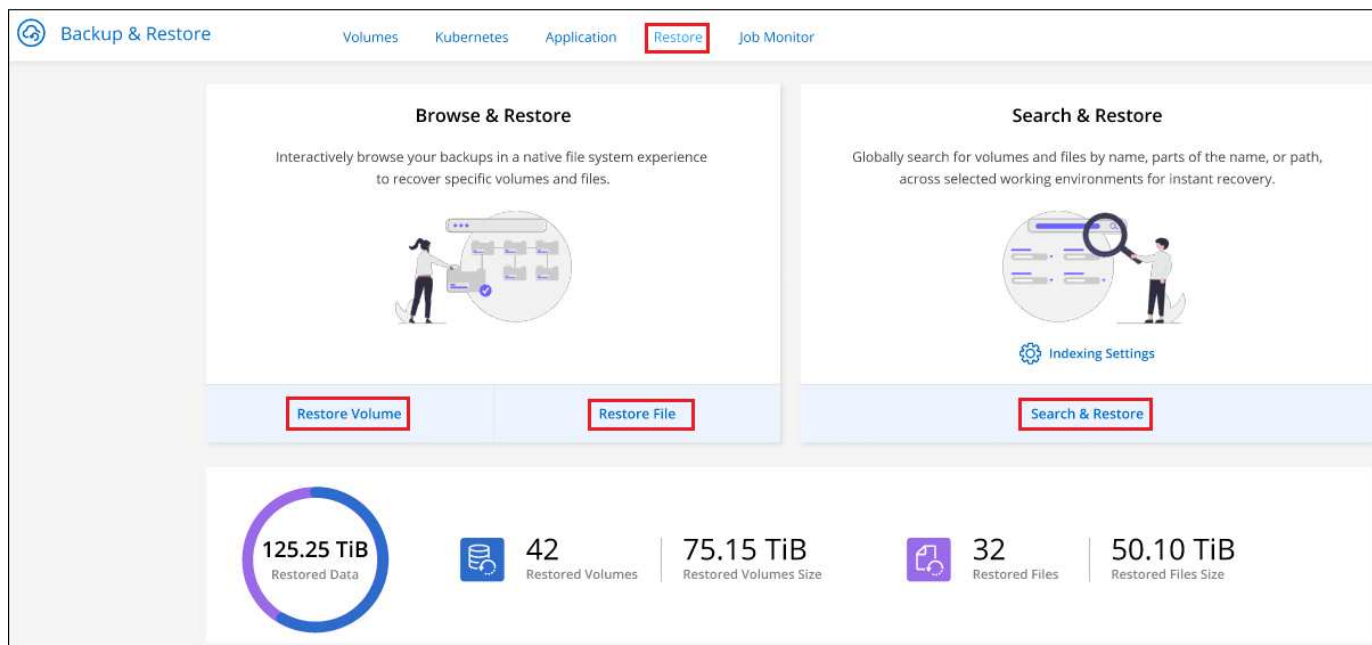 Backup & Restore
Volumes Kubernetes Application Restore Job Monitor
Browse & Restore
Interactively browse your backups in a native file system experience
to recover specific volumes and files.
Restore Volume Restore File
Search & Restore
Globally search for volumes and files by name, parts of the name, or path,
across selected working environments for instant recovery.
Indexing Settings
Search & Restore
125.25 TiB
Restored Data
42
Restored Volumes
75.15 TiB
Restored Volumes Size
32
Restored Files
50.10 TiB
Restored Files Size